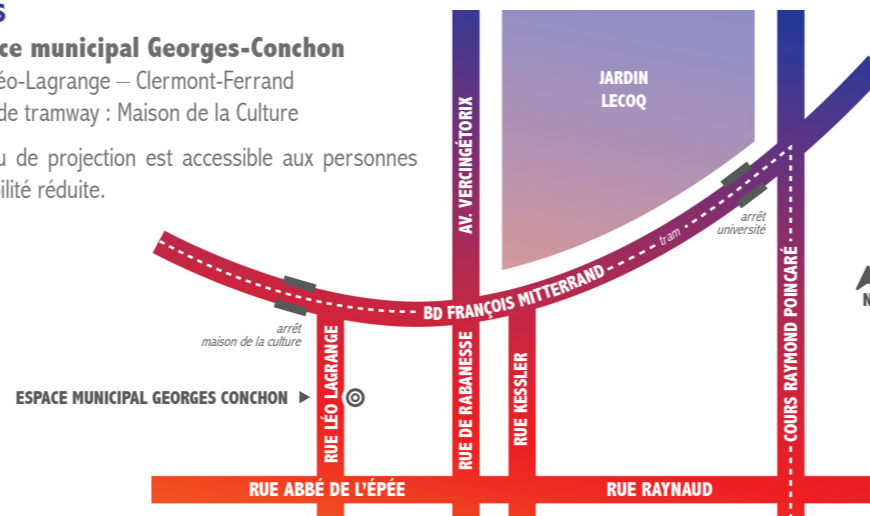 s
ce municipal Georges-Conchon
éo-Lagrange – Clermont-Ferrand
de tramway : Maison de la Culture
u de projection est accessible aux personnes
bilité réduite.
JARDIN
LECOQ
AV. VERCINGÉTORIX
arrêt
université
tram
BD FRANÇOIS MITTERRAND
COURS RAYMOND POINCARÉ
N
arrêt
maison de la culture
ESPACE MUNICIPAL GEORGES CONCHON
RUE LÉO LAGRANGE
RUE DE RABANESSE
RUE KESSLER
RUE ABBÉ DE L'ÉPÉE
RUE RAYNAUD